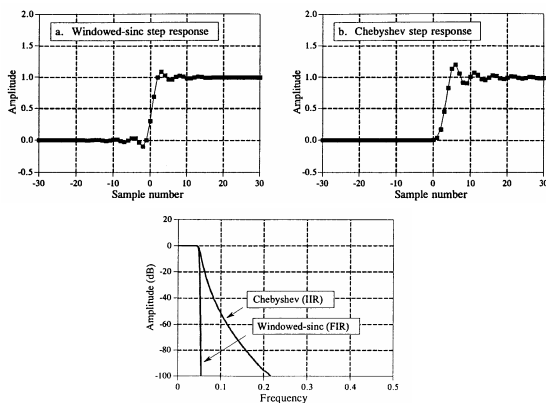 a. Windowed-sinc step response
2.0
1.5
1.0
0.5
0.0
-0.5
Amplitude
-30 -20 -10 0 10 20 30
Sample number
b. Chebyshev step response
2.0
1.5
1.0
0.5
0.0
-0.5
Amplitude
-30 -20 -10 0 10 20 30
Sample number
20
0
-20
-40
-60
-80
-100
Amplitude (dB)
Chebyshev (IIR)
Windowed-sinc (FIR)
0 0.1 0.2 0.3 0.4 0.5
Frequency